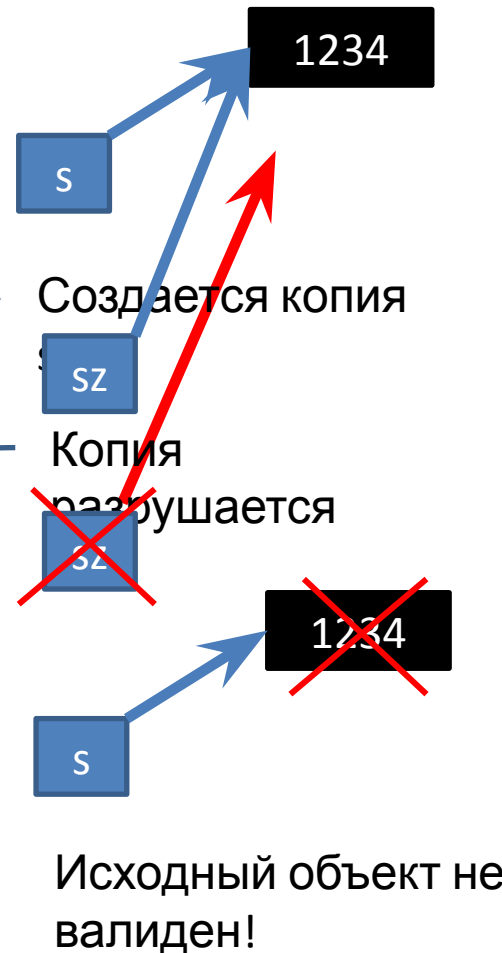 1234
s
Создается копия
sz
Копия
разрушается
sz
1234
s
Исходный объект не
валиден!